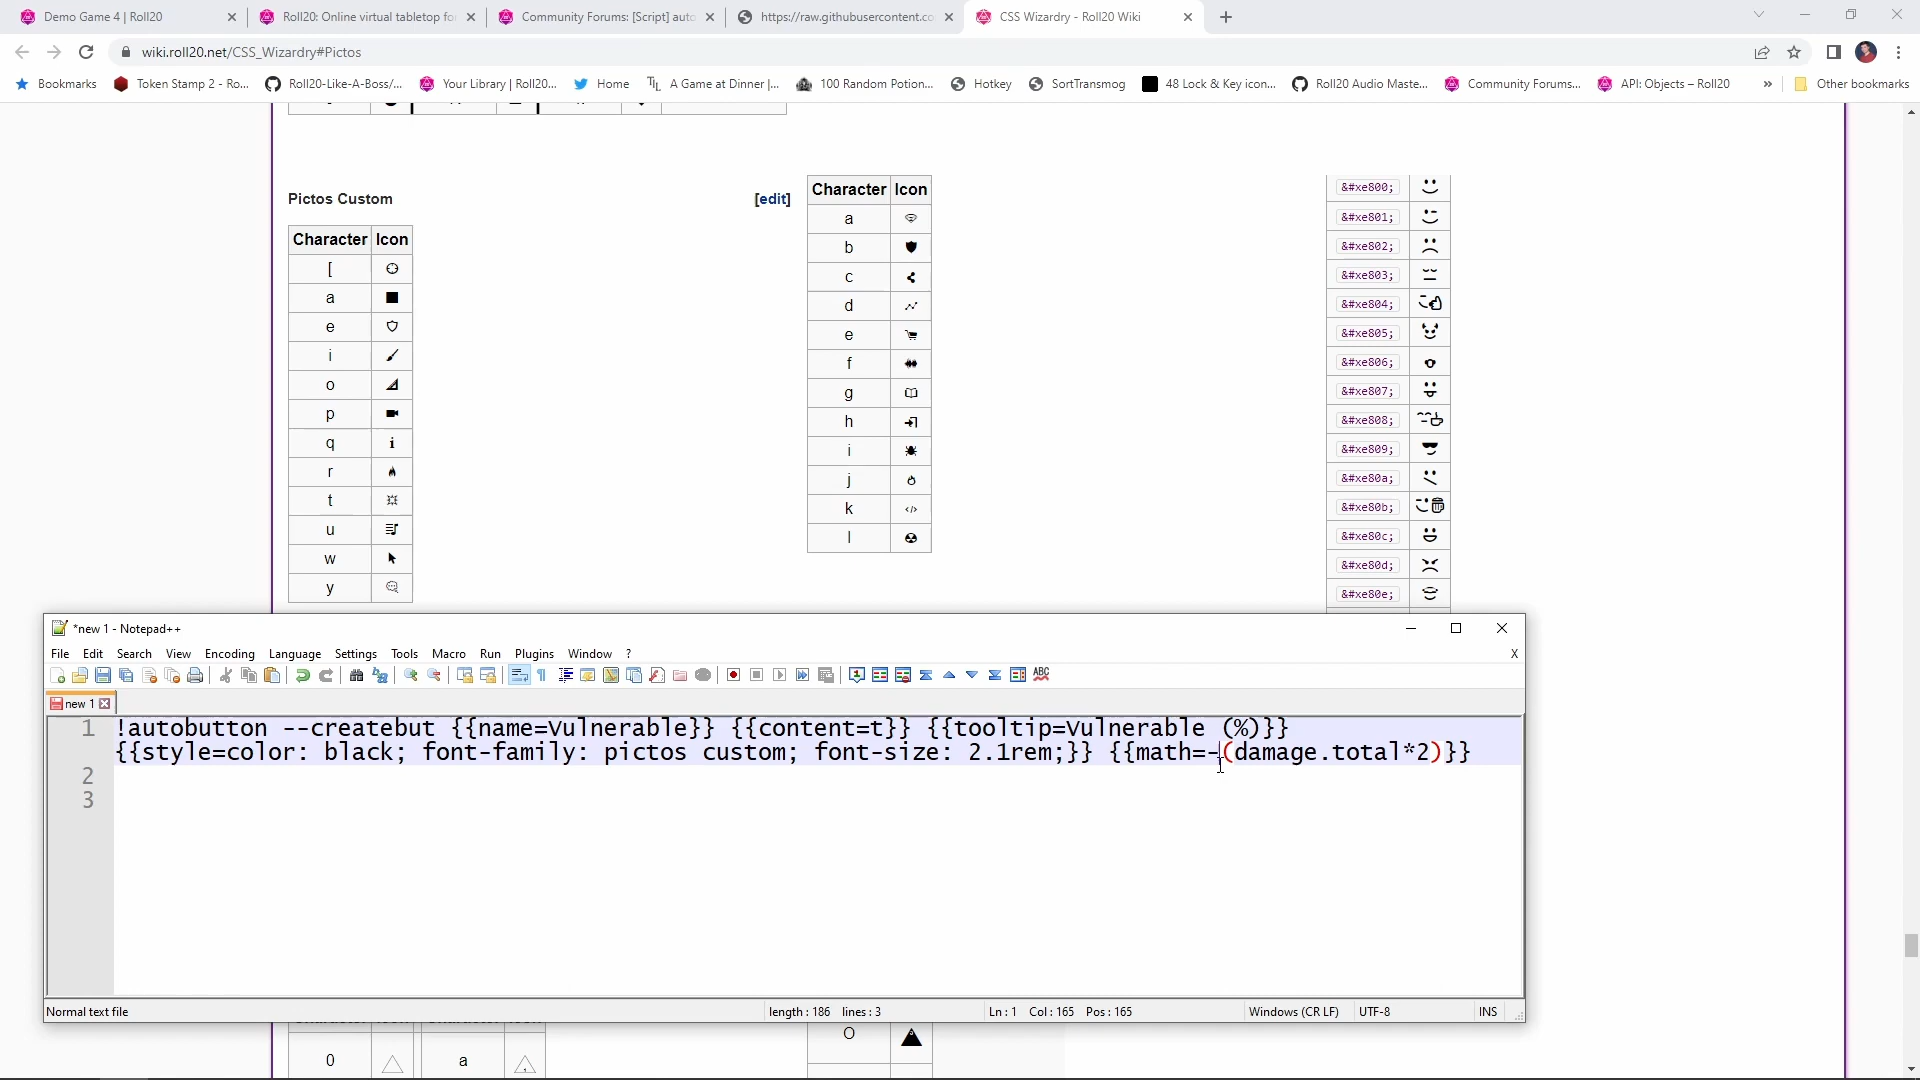 Demo Game 4 | Roll20
Roll20: Online virtual tabletop fo
Community Forums: [Script] auto
https://raw.githubusercontent.co
CSS Wizardry - Roll20 Wiki
wiki.roll20.net/CSS_Wizardry#Pictos
Bookmarks
Token Stamp 2 - Ro...
Roll20-Like-A-Boss/...
Your Library | Roll20...
Home
A Game at Dinner |...
100 Random Potion...
Hotkey
SortTransmog
48 Lock & Key icon...
Roll20 Audio Maste...
Community Forums...
API: Objects – Roll20
»
Other bookmarks
Pictos Custom
[edit]
Character Icon
[
a
e
i
o
p
q
r
t
u
w
y
Character Icon
a
b
c
d
e
f
g
h
i
j
k
l
&#xe800;
&#xe801;
&#xe802;
&#xe803;
&#xe804;
&#xe805;
&#xe806;
&#xe807;
&#xe808;
&#xe809;
&#xe80a;
&#xe80b;
&#xe80c;
&#xe80d;
&#xe80e;
*new 1 - Notepad++
File Edit Search View Encoding Language Settings Tools Macro Run Plugins Window ?
X
new 1
1 !autobutton --createbut {{name=Vulnerable}} {{content=t}} {{tooltip=Vulnerable (%)}}
{{style=color: black; font-family: pictos custom; font-size: 2.1rem;}} {{math=-(damage.total*2)}}
2
3
Normal text file
length : 186 lines : 3
Ln : 1 Col : 165 Pos : 165
Windows (CR LF)
UTF-8
INS
0
a
O